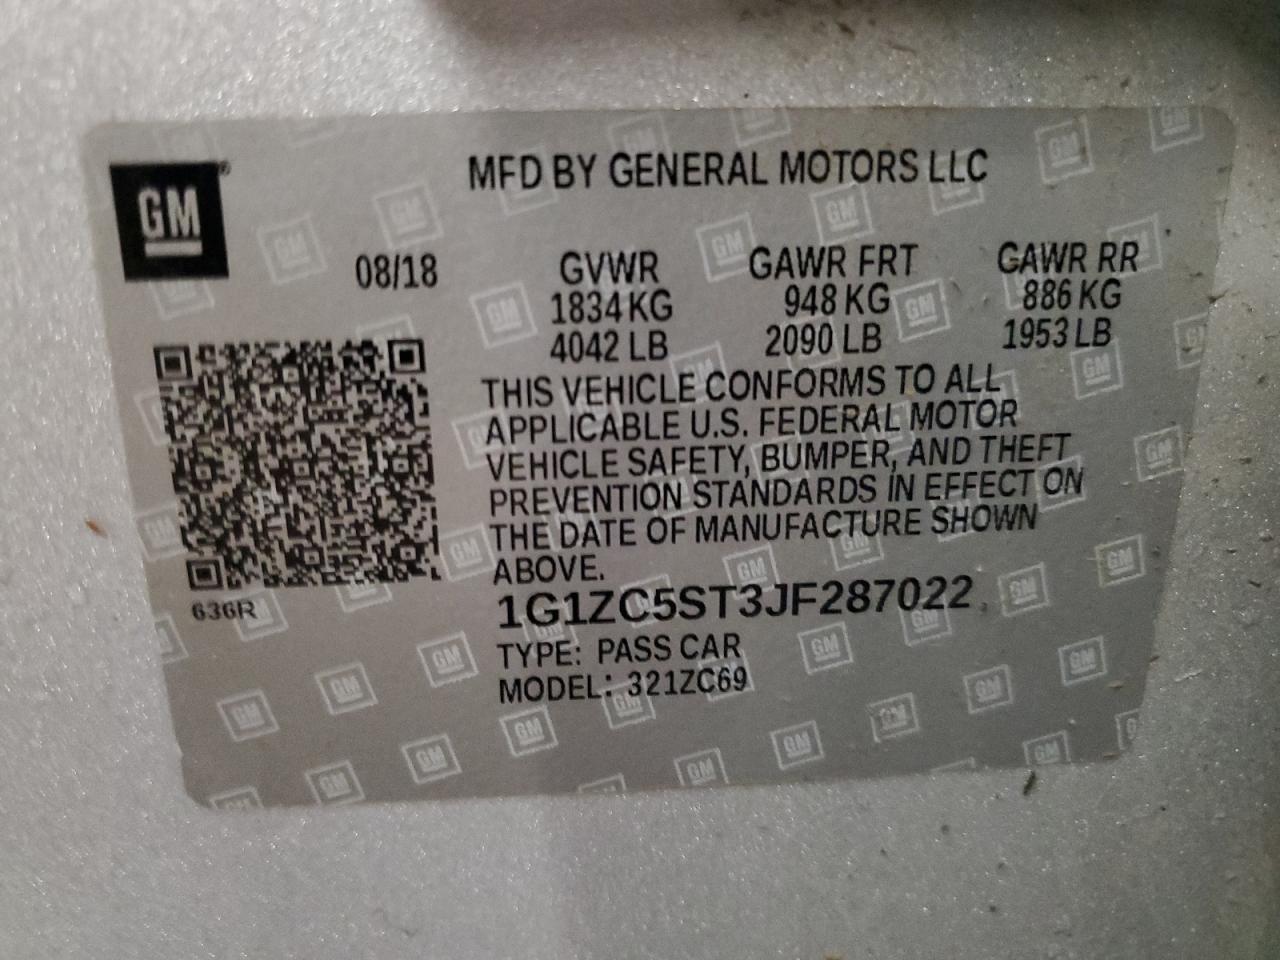 GM®
MFD BY GENERAL MOTORS LLC
08/18
GVWR GAWR FRT GAWR RR
1834 KG 948 KG 886 KG
4042 LB 2090 LB 1953 LB
THIS VEHICLE CONFORMS TO ALL
APPLICABLE U.S. FEDERAL MOTOR
VEHICLE SAFETY, BUMPER, AND THEFT
PREVENTION STANDARDS IN EFFECT ON
THE DATE OF MANUFACTURE SHOWN
ABOVE.
636R
1G1ZC5ST3JF287022
TYPE: PASS CAR
MODEL: 321ZC69